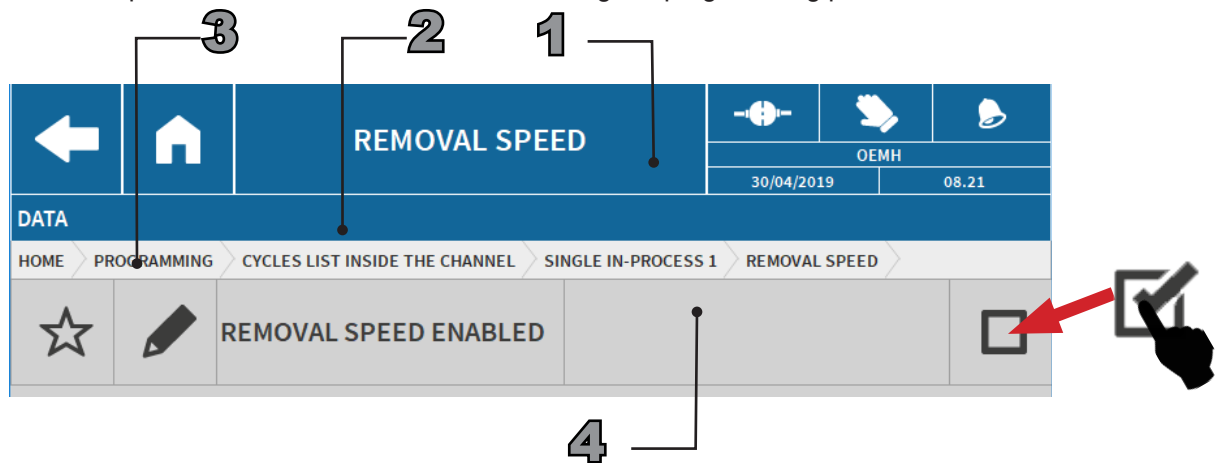 3 2 1
REMOVAL SPEED
OEMH
30/04/2019 08.21
DATA
HOME PROGRAMMING CYCLES LIST INSIDE THE CHANNEL SINGLE IN-PROCESS 1 REMOVAL SPEED
REMOVAL SPEED ENABLED
4